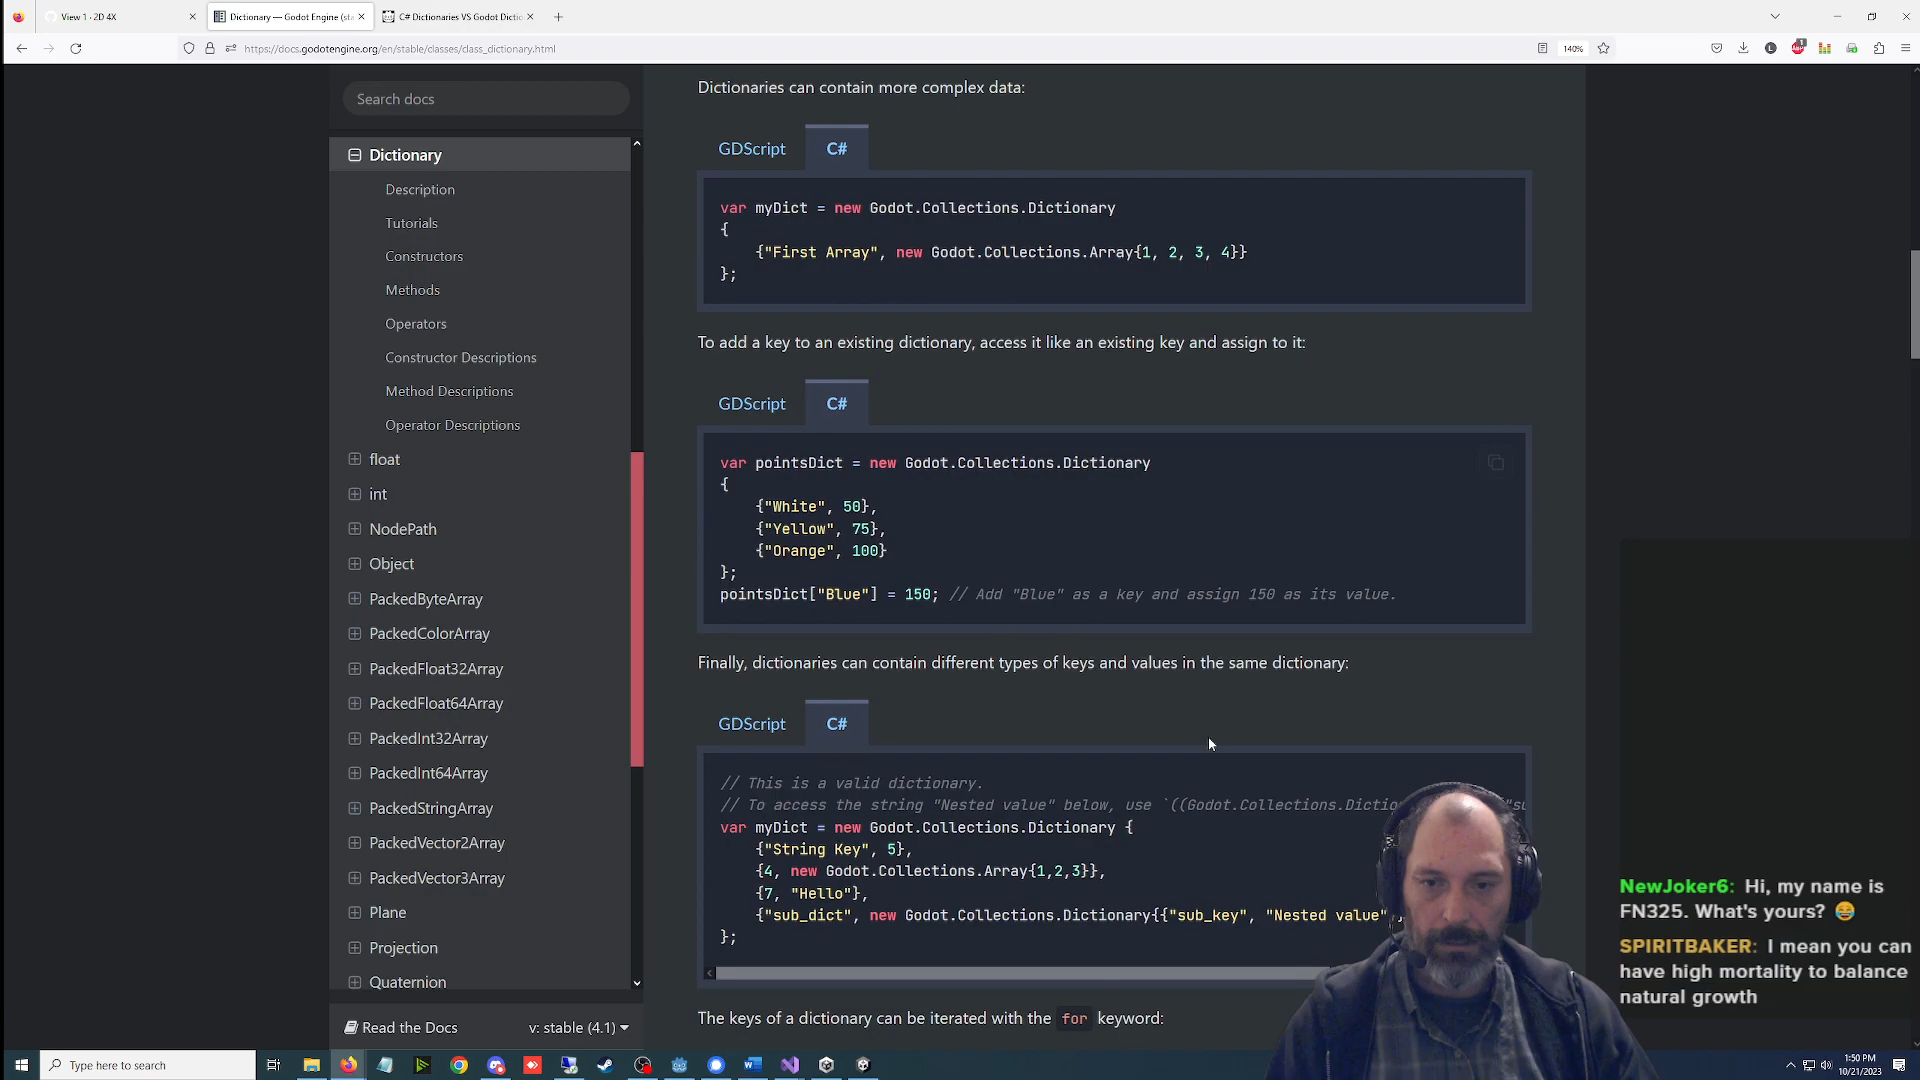 View 1 · 2D 4X
Dictionary — Godot Engine (sta
C# Dictionaries VS Godot Dictio
https://docs.godotengine.org/en/stable/classes/class_dictionary.html
140%
Search docs
Dictionary
Description
Tutorials
Constructors
Methods
Operators
Constructor Descriptions
Method Descriptions
Operator Descriptions
float
int
NodePath
Object
PackedByteArray
PackedColorArray
PackedFloat32Array
PackedFloat64Array
PackedInt32Array
PackedInt64Array
PackedStringArray
PackedVector2Array
PackedVector3Array
Plane
Projection
Quaternion
Read the Docs
v: stable (4.1)
Dictionaries can contain more complex data:
GDScript C#
var myDict = new Godot.Collections.Dictionary
{
{"First Array", new Godot.Collections.Array{1, 2, 3, 4}}
};
To add a key to an existing dictionary, access it like an existing key and assign to it:
GDScript C#
var pointsDict = new Godot.Collections.Dictionary
{
{"White", 50},
{"Yellow", 75},
{"Orange", 100}
};
pointsDict["Blue"] = 150; // Add "Blue" as a key and assign 150 as its value.
Finally, dictionaries can contain different types of keys and values in the same dictionary:
GDScript C#
// This is a valid dictionary.
// To access the string "Nested value" below, use `((Godot.Collections.Dictio
var myDict = new Godot.Collections.Dictionary {
{"String Key", 5},
{4, new Godot.Collections.Array{1,2,3}},
{7, "Hello"},
{"sub_dict", new Godot.Collections.Dictionary{{"sub_key", "Nested value"
};
The keys of a dictionary can be iterated with the for keyword:
NewJoker6: Hi, my name is
FN325. What's yours? 😂
SPIRITBAKER: I mean you can
have high mortality to balance
natural growth
Type here to search
1:50 PM
10/21/2023